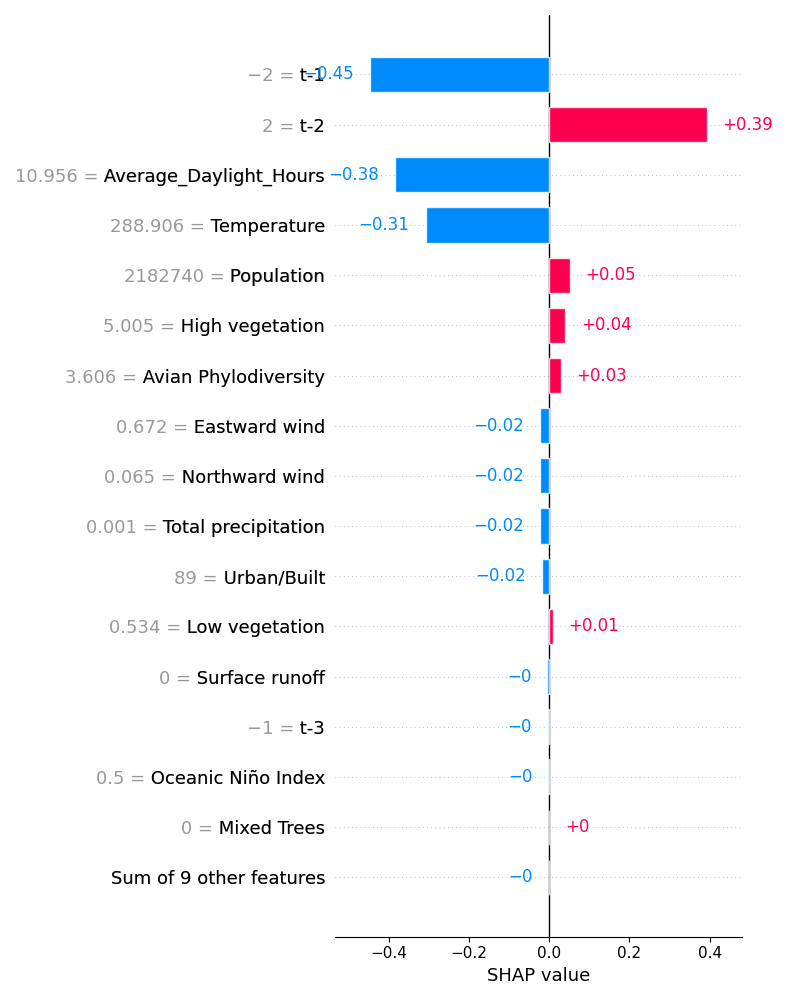 −2 = t-1 −0.45
2 = t-2 +0.39
10.956 = Average_Daylight_Hours −0.38
288.906 = Temperature −0.31
2182740 = Population +0.05
5.005 = High vegetation +0.04
3.606 = Avian Phylodiversity +0.03
0.672 = Eastward wind −0.02
0.065 = Northward wind −0.02
0.001 = Total precipitation −0.02
89 = Urban/Built −0.02
0.534 = Low vegetation +0.01
0 = Surface runoff −0
−1 = t-3 −0
0.5 = Oceanic Niño Index −0
0 = Mixed Trees +0
Sum of 9 other features −0
−0.4 −0.2 0.0 0.2 0.4
SHAP value